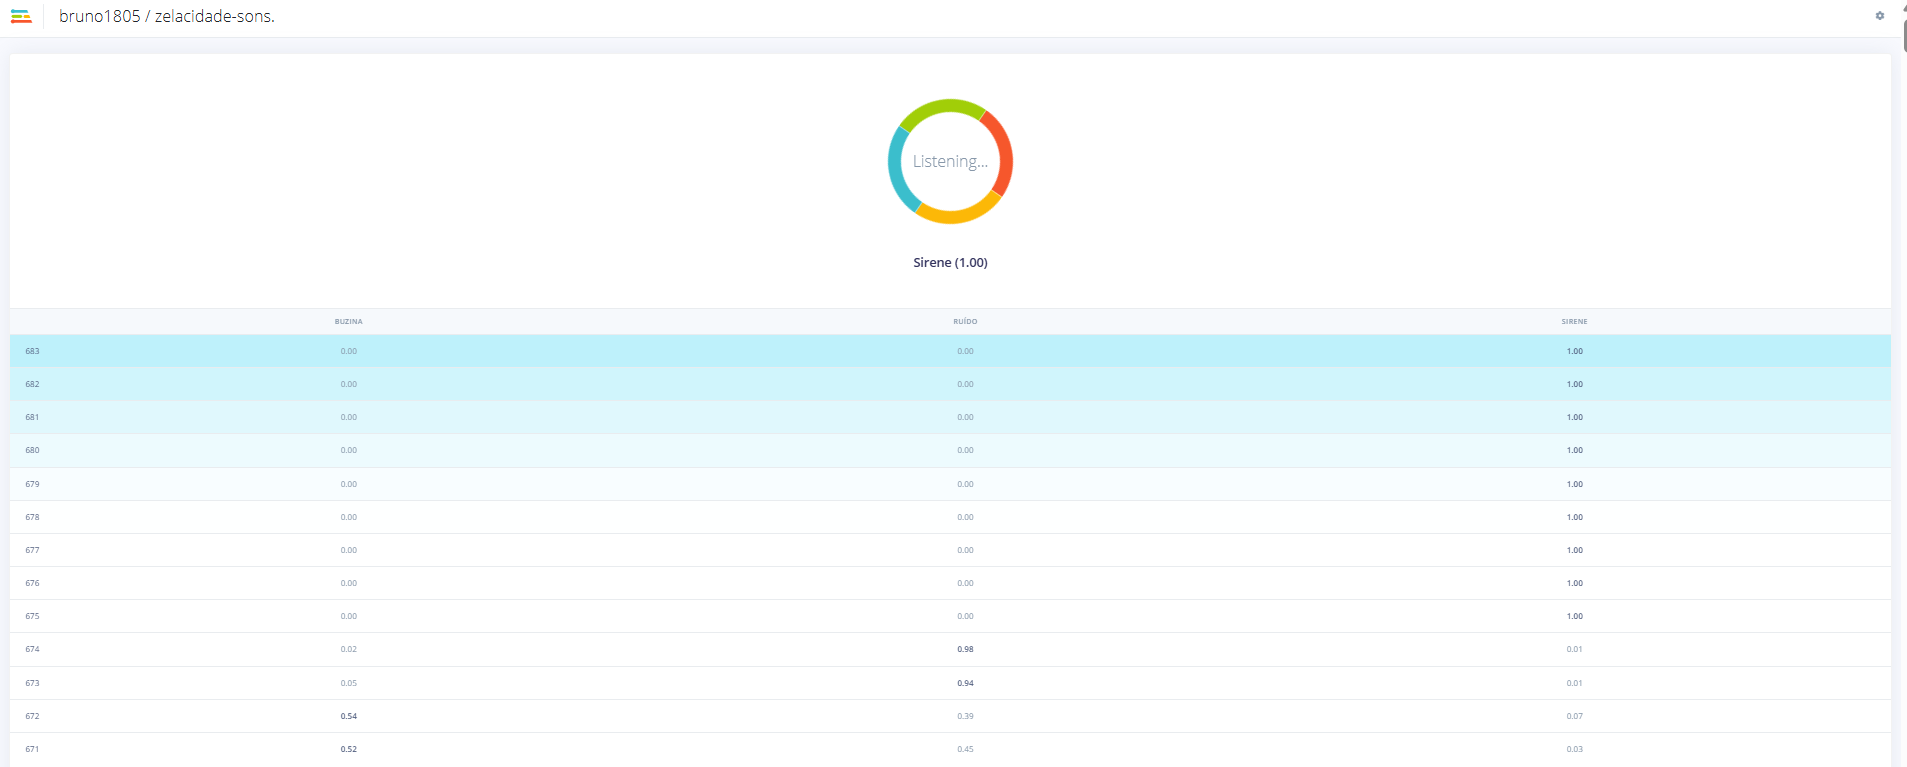 bruno1805 / zelacidade-sons.
Listening...
Sirene (1.00)
BUZINA RUÍDO SIRENE
683 0.00 0.00 1.00
682 0.00 0.00 1.00
681 0.00 0.00 1.00
680 0.00 0.00 1.00
679 0.00 0.00 1.00
678 0.00 0.00 1.00
677 0.00 0.00 1.00
676 0.00 0.00 1.00
675 0.00 0.00 1.00
674 0.02 0.98 0.01
673 0.05 0.94 0.01
672 0.54 0.39 0.07
671 0.52 0.45 0.03